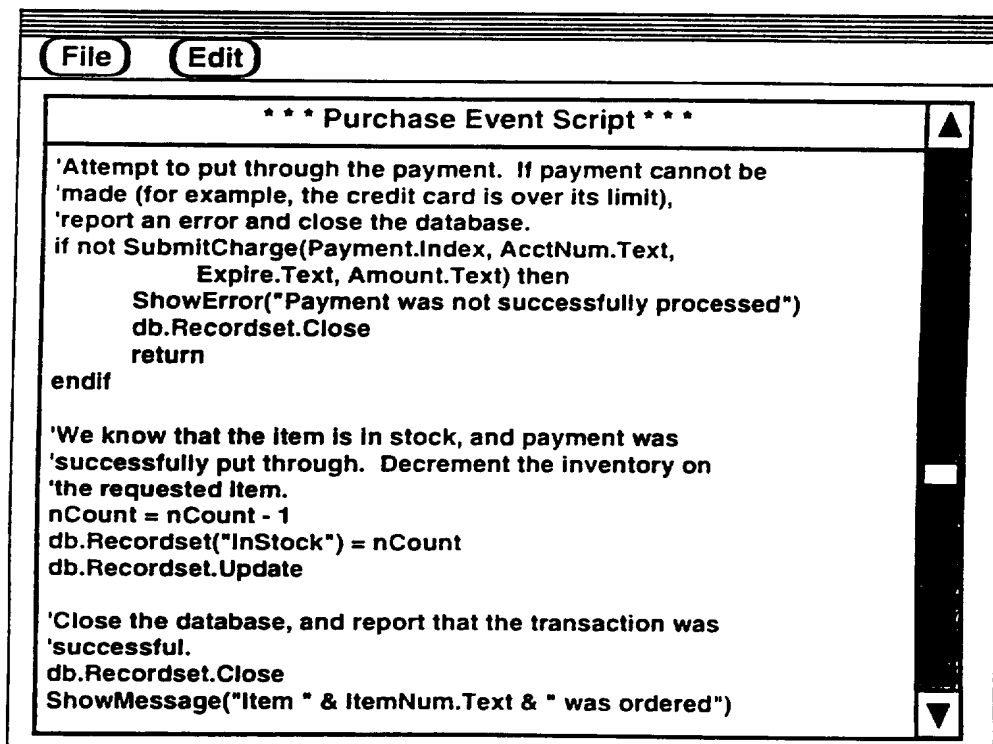 File Edit
* * * Purchase Event Script * * *
'Attempt to put through the payment. If payment cannot be
'made (for example, the credit card is over its limit),
'report an error and close the database.
if not SubmitCharge(Payment.Index, AcctNum.Text,
Expire.Text, Amount.Text) then
ShowError("Payment was not successfully processed")
db.Recordset.Close
return
endif
'We know that the item is in stock, and payment was
'successfully put through. Decrement the inventory on
'the requested item.
nCount = nCount - 1
db.Recordset("InStock") = nCount
db.Recordset.Update
'Close the database, and report that the transaction was
'successful.
db.Recordset.Close
ShowMessage("Item " & ItemNum.Text & " was ordered")